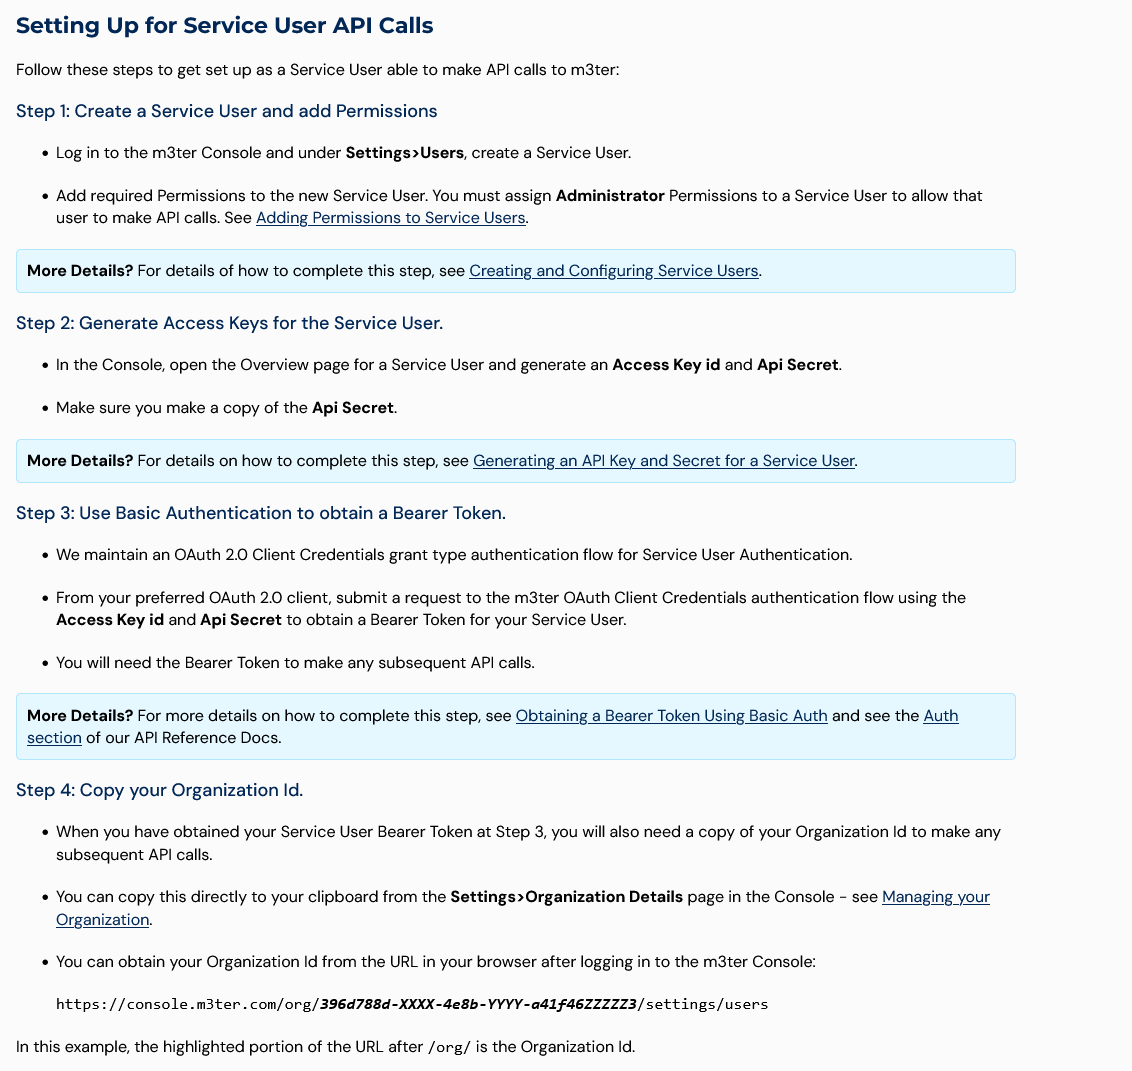 Setting Up for Service User API Calls
Follow these steps to get set up as a Service User able to make API calls to m3ter:
Step 1: Create a Service User and add Permissions
• Log in to the m3ter Console and under Settings>Users, create a Service User.
• Add required Permissions to the new Service User. You must assign Administrator Permissions to a Service User to allow that
user to make API calls. See Adding Permissions to Service Users.
More Details? For details of how to complete this step, see Creating and Configuring Service Users.
Step 2: Generate Access Keys for the Service User.
• In the Console, open the Overview page for a Service User and generate an Access Key id and Api Secret.
• Make sure you make a copy of the Api Secret.
More Details? For details on how to complete this step, see Generating an API Key and Secret for a Service User.
Step 3: Use Basic Authentication to obtain a Bearer Token.
• We maintain an OAuth 2.0 Client Credentials grant type authentication flow for Service User Authentication.
• From your preferred OAuth 2.0 client, submit a request to the m3ter OAuth Client Credentials authentication flow using the
Access Key id and Api Secret to obtain a Bearer Token for your Service User.
• You will need the Bearer Token to make any subsequent API calls.
More Details? For more details on how to complete this step, see Obtaining a Bearer Token Using Basic Auth and see the Auth
section of our API Reference Docs.
Step 4: Copy your Organization Id.
• When you have obtained your Service User Bearer Token at Step 3, you will also need a copy of your Organization Id to make any
subsequent API calls.
• You can copy this directly to your clipboard from the Settings>Organization Details page in the Console - see Managing your
Organization.
• You can obtain your Organization Id from the URL in your browser after logging in to the m3ter Console:
https://console.m3ter.com/org/396d788d-XXXX-4e8b-YYYY-a41f46ZZZZZ3/settings/users
In this example, the highlighted portion of the URL after /org/ is the Organization Id.